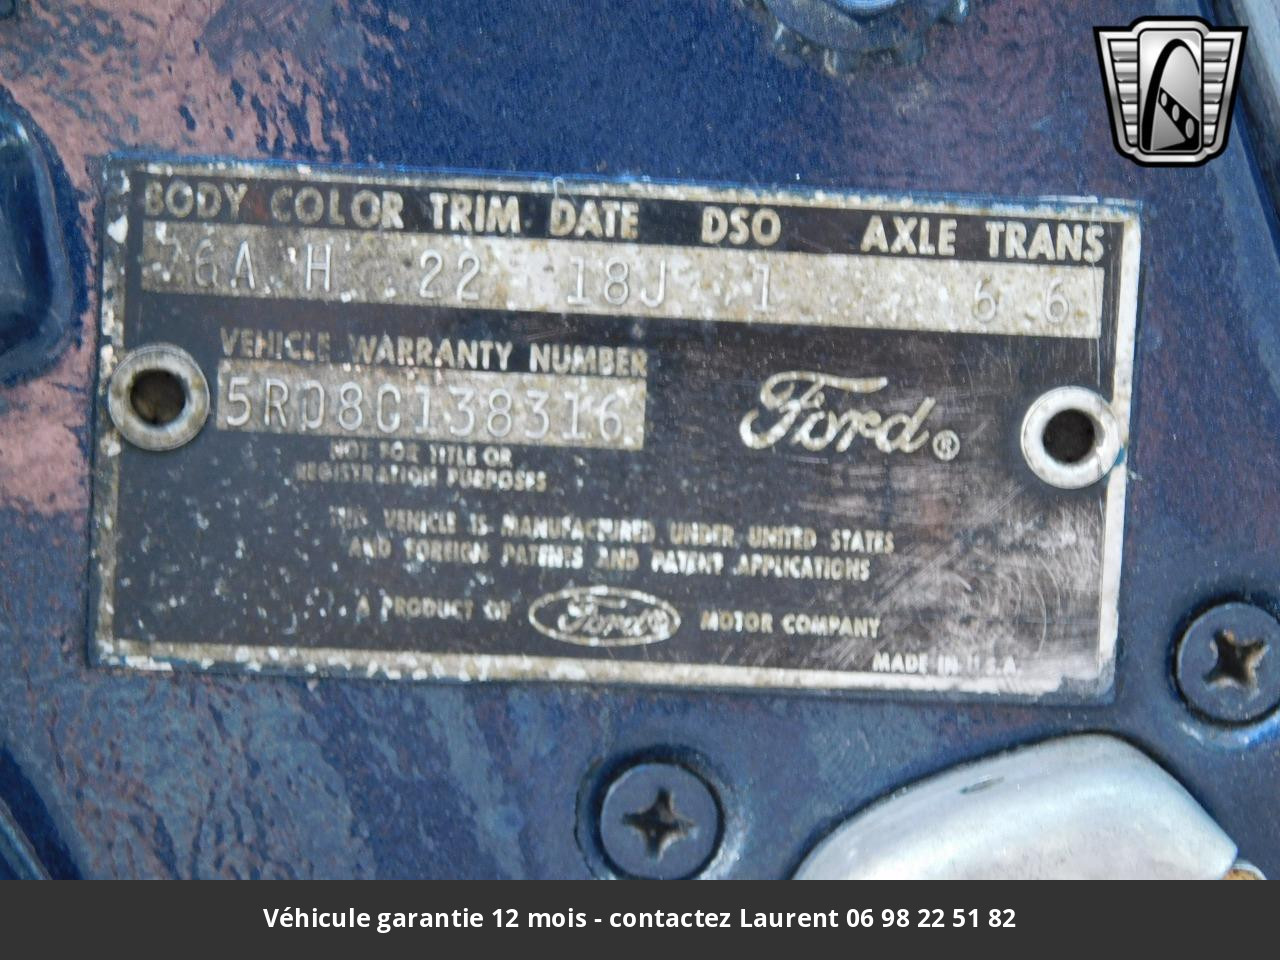 BODY COLOR TRIM DATE DSO AXLE TRANS
76A H 22 18J 1 6 6
VEHICLE WARRANTY NUMBER
5R08C138316
Ford®
NOT FOR TITLE OR
REGISTRATION PURPOSES
THIS VEHICLE IS MANUFACTURED UNDER UNITED STATES
AND FOREIGN PATENTS AND PATENT APPLICATIONS
A PRODUCT OF Ford MOTOR COMPANY
MADE IN U.S.A.
Véhicule garantie 12 mois - contactez Laurent 06 98 22 51 82